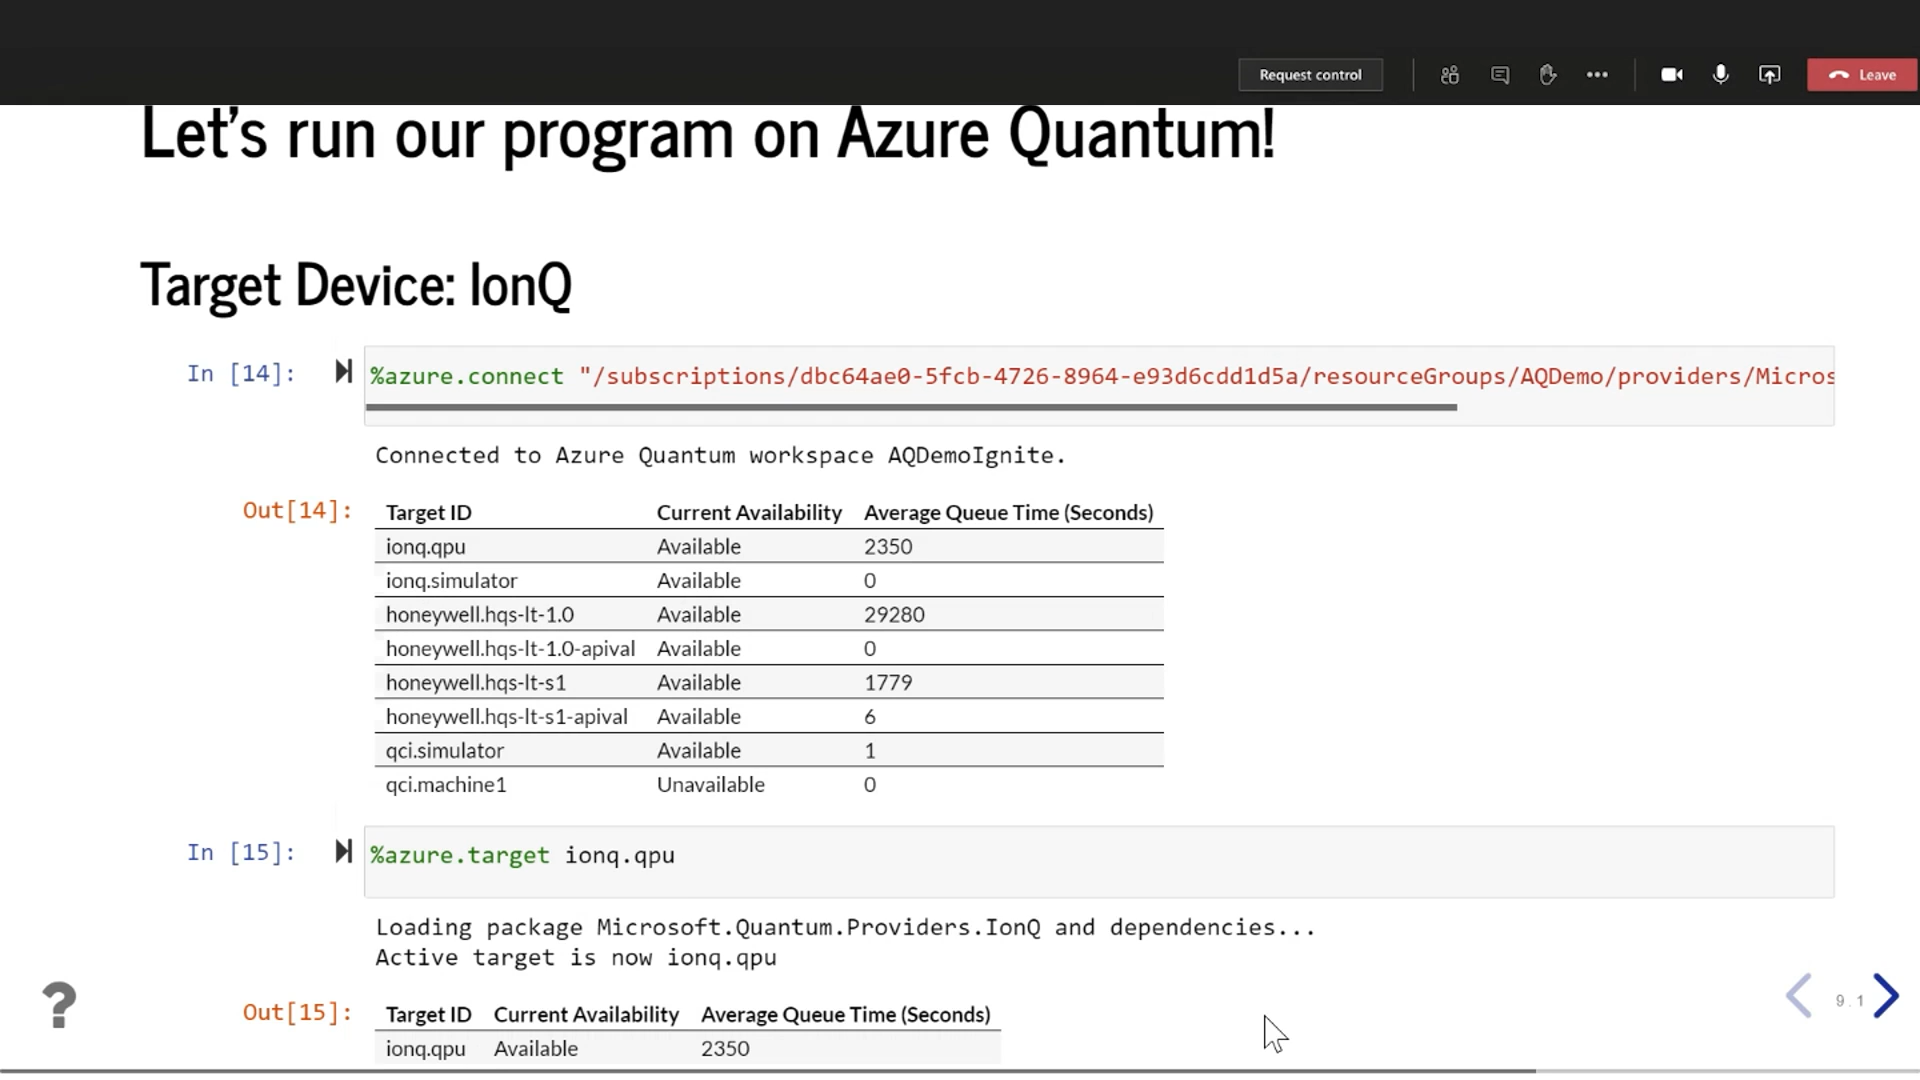 Request control
Leave
Let's run our program on Azure Quantum!
Target Device: IonQ
In [14]:
%azure.connect "/subscriptions/dbc64ae0-5fcb-4726-8964-e93d6cdd1d5a/resourceGroups/AQDemo/providers/Micros
Connected to Azure Quantum workspace AQDemoIgnite.
Out[14]:
Target ID Current Availability Average Queue Time (Seconds)
ionq.qpu Available 2350
ionq.simulator Available 0
honeywell.hqs-lt-1.0 Available 29280
honeywell.hqs-lt-1.0-apival Available 0
honeywell.hqs-lt-s1 Available 1779
honeywell.hqs-lt-s1-apival Available 6
qci.simulator Available 1
qci.machine1 Unavailable 0
In [15]:
%azure.target ionq.qpu
Loading package Microsoft.Quantum.Providers.IonQ and dependencies...
Active target is now ionq.qpu
Out[15]:
Target ID Current Availability Average Queue Time (Seconds)
ionq.qpu Available 2350
?
9.1